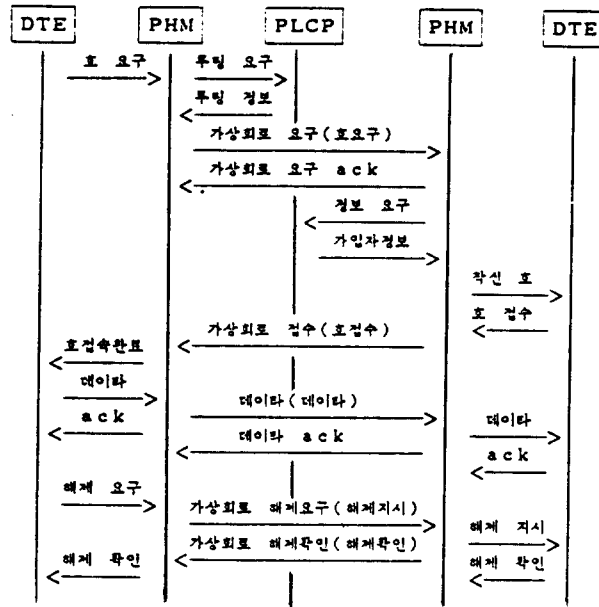 DTE PHM PLCP PHM DTE
호 요구 루팅 요구
루팅 정보
가상회로 요구(호요구)
가상회로 요구 ack
정보 요구
가입자정보
착신 호
호 접수
가상회로 접수(호접수)
호접속완료
데이타
데이타(데이타)
ack
데이타
데이타 ack
ack
해제 요구
가상회로 해제요구(해제지시)
해제 지시
가상회로 해제확인(해제확인)
해제 확인
해제 확인